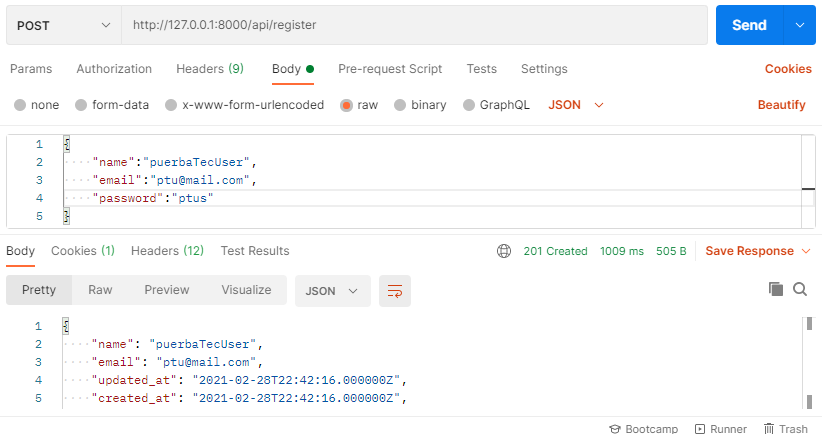 POST http://127.0.0.1:8000/api/register Send
Params Authorization Headers (9) Body Pre-request Script Tests Settings Cookies
none form-data x-www-form-urlencoded raw binary GraphQL JSON Beautify
1 {
2 "name":"puerbaTecUser",
3 "email":"ptu@mail.com",
4 "password":"ptus"
5 }
Body Cookies (1) Headers (12) Test Results 201 Created 1009 ms 505 B Save Response
Pretty Raw Preview Visualize JSON
1 {
2 "name": "puerbaTecUser",
3 "email": "ptu@mail.com",
4 "updated_at": "2021-02-28T22:42:16.000000Z",
5 "created_at": "2021-02-28T22:42:16.000000Z",
Bootcamp Runner Trash